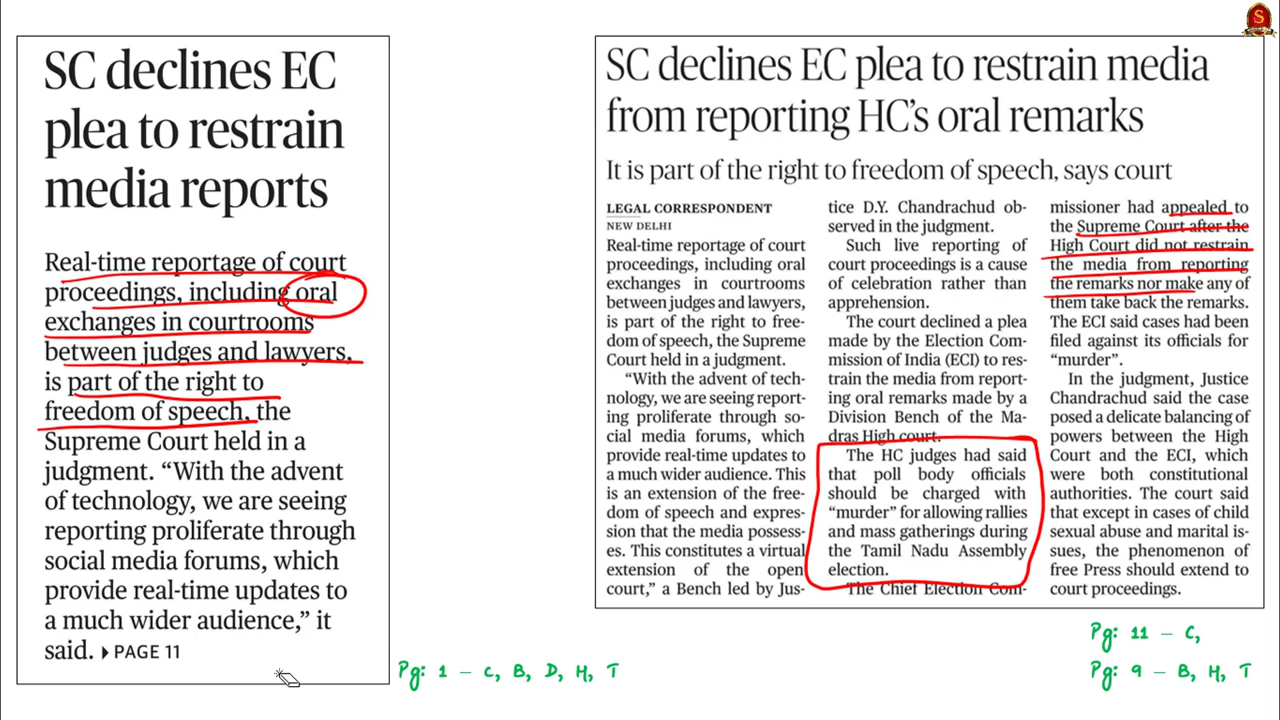 SC declines EC
plea to restrain
media reports
Real-time reportage of court
proceedings, including oral
exchanges in courtrooms
between judges and lawyers,
is part of the right to
freedom of speech, the
Supreme Court held in a
judgment. “With the advent
of technology, we are seeing
reporting proliferate through
social media forums, which
provide real-time updates to
a much wider audience,” it
said. ▸ PAGE 11
Pg: 1 – C, B, D, H, T
S
SC declines EC plea to restrain media
from reporting HC’s oral remarks
It is part of the right to freedom of speech, says court
LEGAL CORRESPONDENT
NEW DELHI
Real-time reportage of court
proceedings, including oral
exchanges in courtrooms
between judges and lawyers,
is part of the right to free-
dom of speech, the Supreme
Court held in a judgment.
“With the advent of tech-
nology, we are seeing report-
ing proliferate through so-
cial media forums, which
provide real-time updates to
a much wider audience. This
is an extension of the free-
dom of speech and expres-
sion that the media possess-
es. This constitutes a virtual
extension of the open
court,” a Bench led by Jus-
tice D.Y. Chandrachud ob-
served in the judgment.
Such live reporting of
court proceedings is a cause
of celebration rather than
apprehension.
The court declined a plea
made by the Election Com-
mission of India (ECI) to res-
train the media from report-
ing oral remarks made by a
Division Bench of the Ma-
dras High court.
The HC judges had said
that poll body officials
should be charged with
“murder” for allowing rallies
and mass gatherings during
the Tamil Nadu Assembly
election.
The Chief Election Com-
missioner had appealed to
the Supreme Court after the
High Court did not restrain
the media from reporting
the remarks nor make any of
them take back the remarks.
The ECI said cases had been
filed against its officials for
“murder”.
In the judgment, Justice
Chandrachud said the case
posed a delicate balancing of
powers between the High
Court and the ECI, which
were both constitutional
authorities. The court said
that except in cases of child
sexual abuse and marital is-
sues, the phenomenon of
free Press should extend to
court proceedings.
Pg: 11 – C,
Pg: 9 – B, H, T